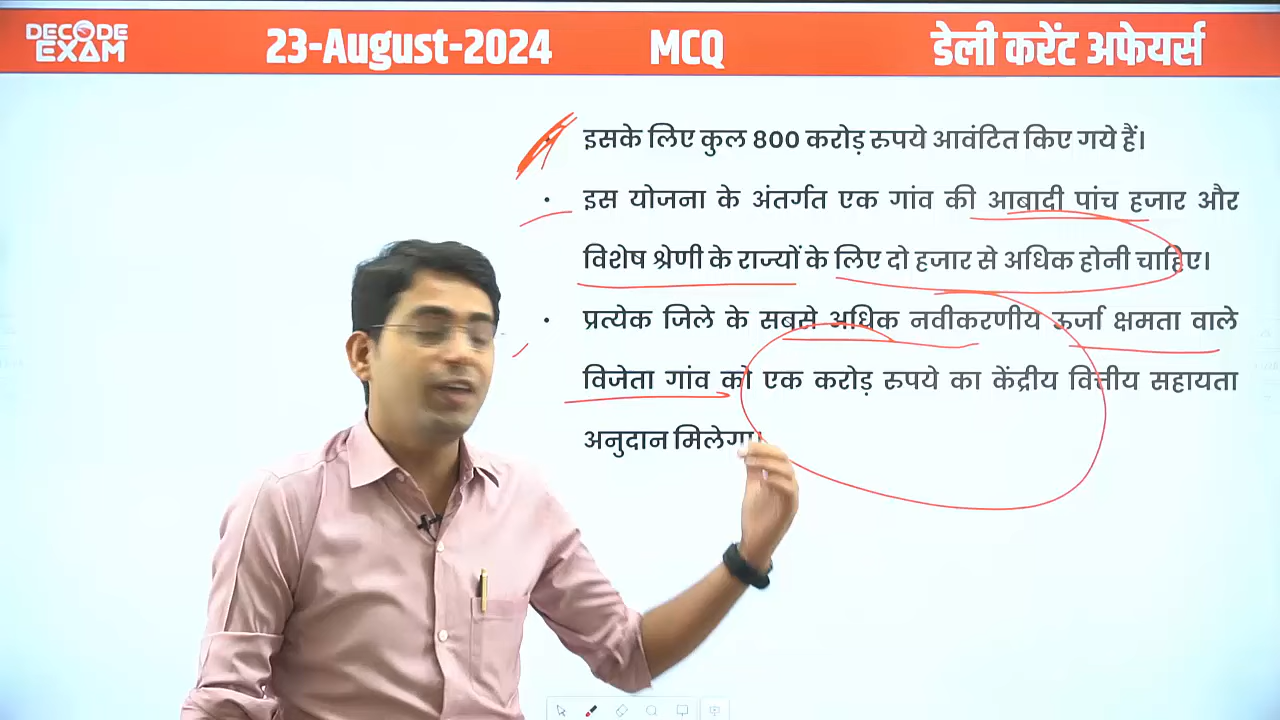 DECODE EXAM
23-August-2024 MCQ डेली करेंट अफेयर्स
इसके लिए कुल 800 करोड़ रुपये आवंटित किए गये हैं।
इस योजना के अंतर्गत एक गांव की आबादी पांच हजार और
विशेष श्रेणी के राज्यों के लिए दो हजार से अधिक होनी चाहिए।
प्रत्येक जिले के सबसे अधिक नवीकरणीय ऊर्जा क्षमता वाले
विजेता गांव को एक करोड़ रुपये का केंद्रीय वित्तीय सहायता
अनुदान मिलेगा।